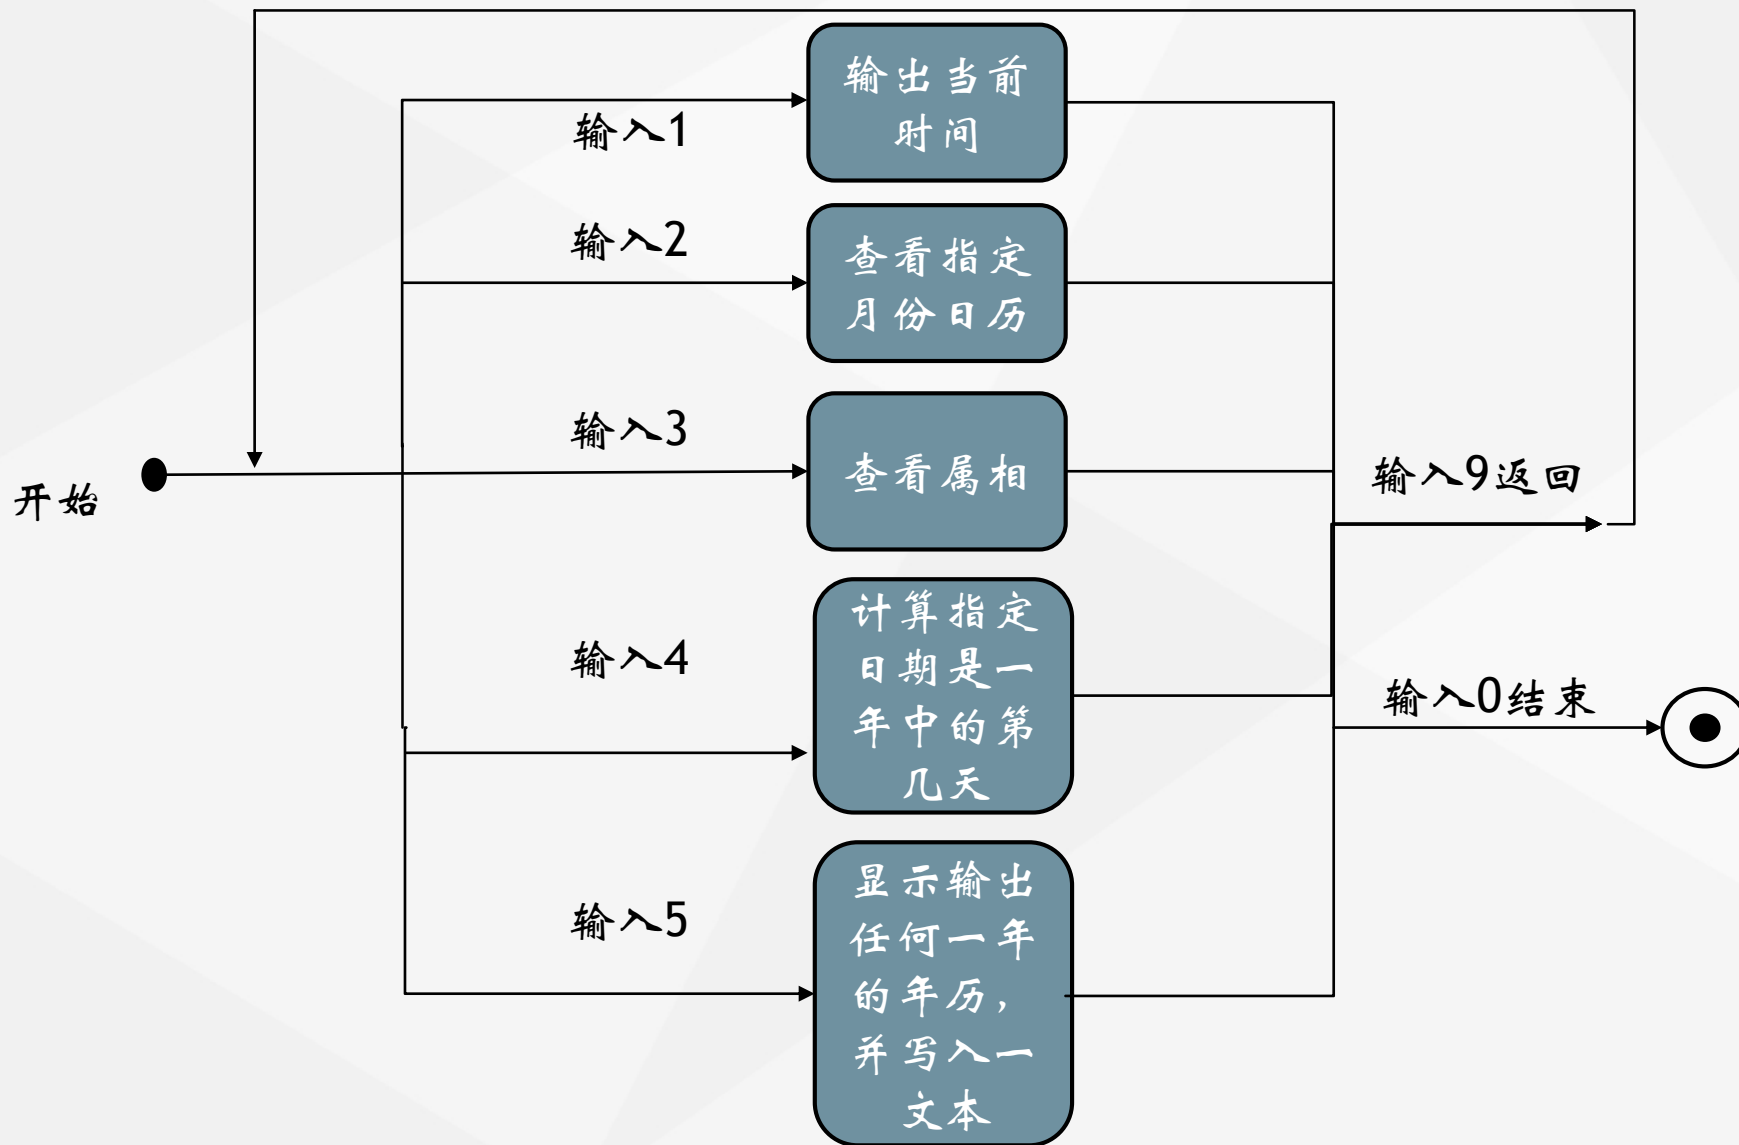 输出当前
时间
输入1
输入2
查看指定
月份日历
输入3
查看属相
输入9返回
开始
计算指定
日期是一
年中的第
几天
输入4
输入0结束
显示输出
任何一年
的年历，
并写入一
文本
输入5